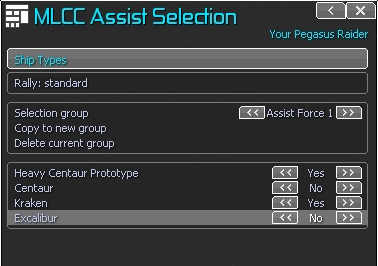 MLCC Assist Selection
Your Pegasus Raider
Ship Types
Rally: standard
Selection group << Assist Force 1 >>
Copy to new group
Delete current group
Heavy Centaur Prototype << Yes >>
Centaur << No >>
Kraken << Yes >>
Excalibur << No >>